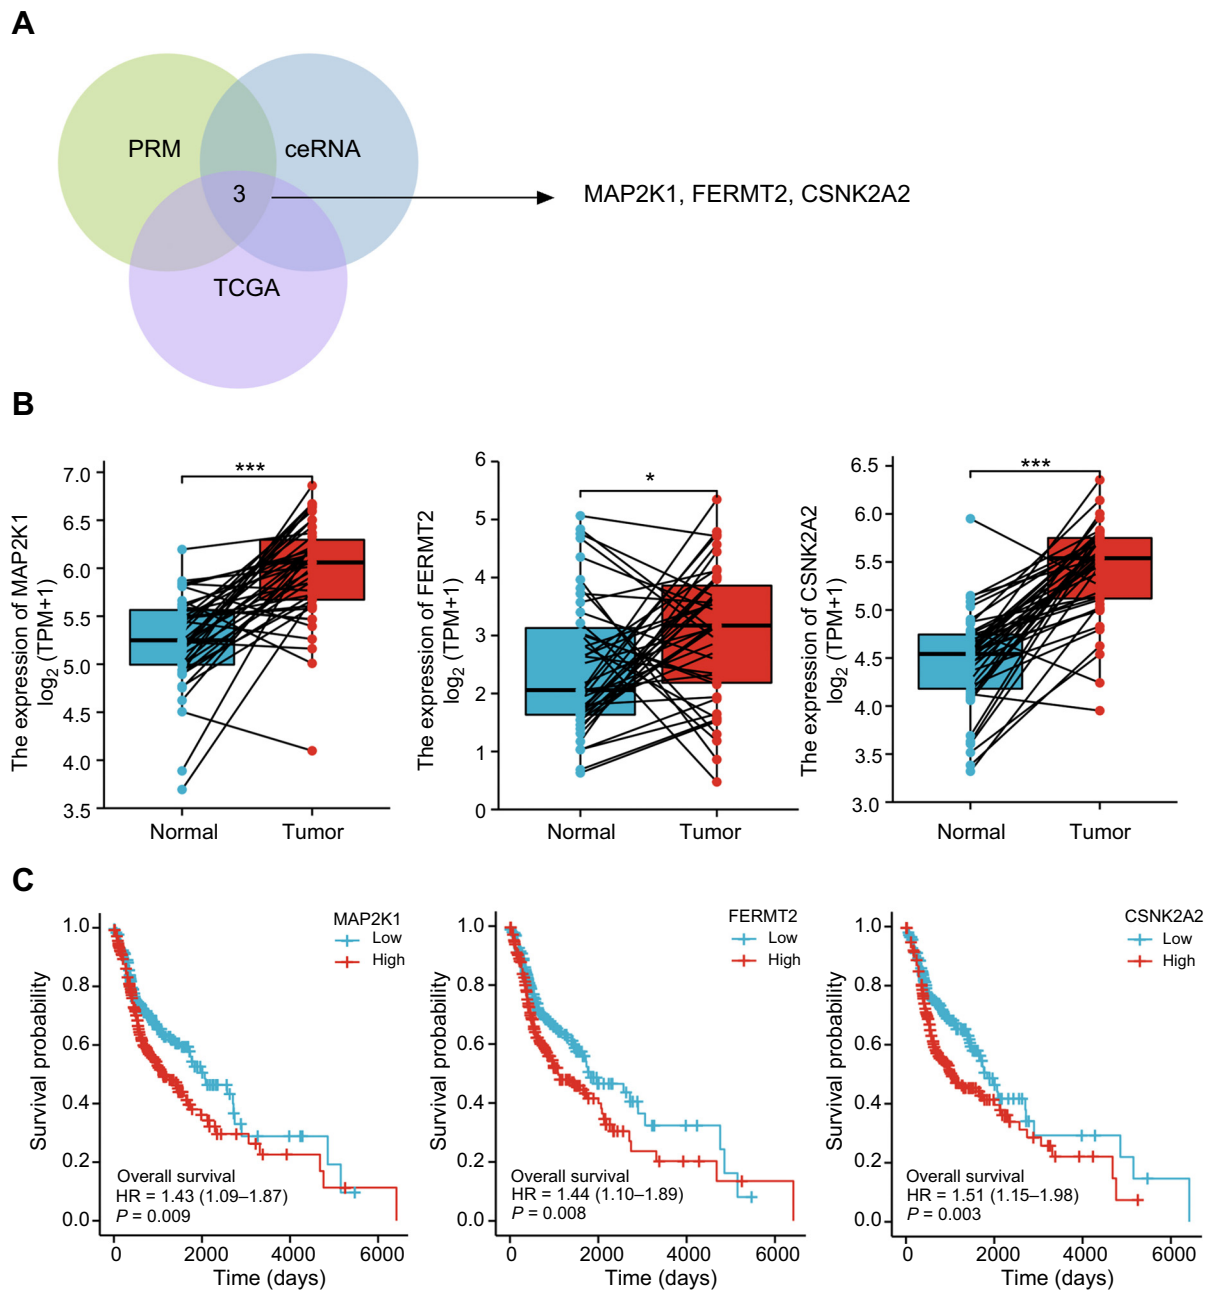 A
PRM
ceRNA
3
MAP2K1, FERMT2, CSNK2A2
TCGA
B
The expression of MAP2K1
log₂ (TPM+1)
7.0
6.5
6.0
5.5
5.0
4.5
4.0
3.5
***
Normal
Tumor
The expression of FERMT2
log₂ (TPM+1)
6
5
4
3
2
1
0
*
Normal
Tumor
The expression of CSNK2A2
log₂ (TPM+1)
6.5
6.0
5.5
5.0
4.5
4.0
3.5
3.0
***
Normal
Tumor
C
Survival probability
1.0
0.8
0.6
0.4
0.2
0.0
MAP2K1
Low
High
Overall survival
HR = 1.43 (1.09–1.87)
P = 0.009
0 2000 4000 6000
Time (days)
Survival probability
1.0
0.8
0.6
0.4
0.2
0.0
FERMT2
Low
High
Overall survival
HR = 1.44 (1.10–1.89)
P = 0.008
0 2000 4000 6000
Time (days)
Survival probability
1.0
0.8
0.6
0.4
0.2
0.0
CSNK2A2
Low
High
Overall survival
HR = 1.51 (1.15–1.98)
P = 0.003
0 2000 4000 6000
Time (days)